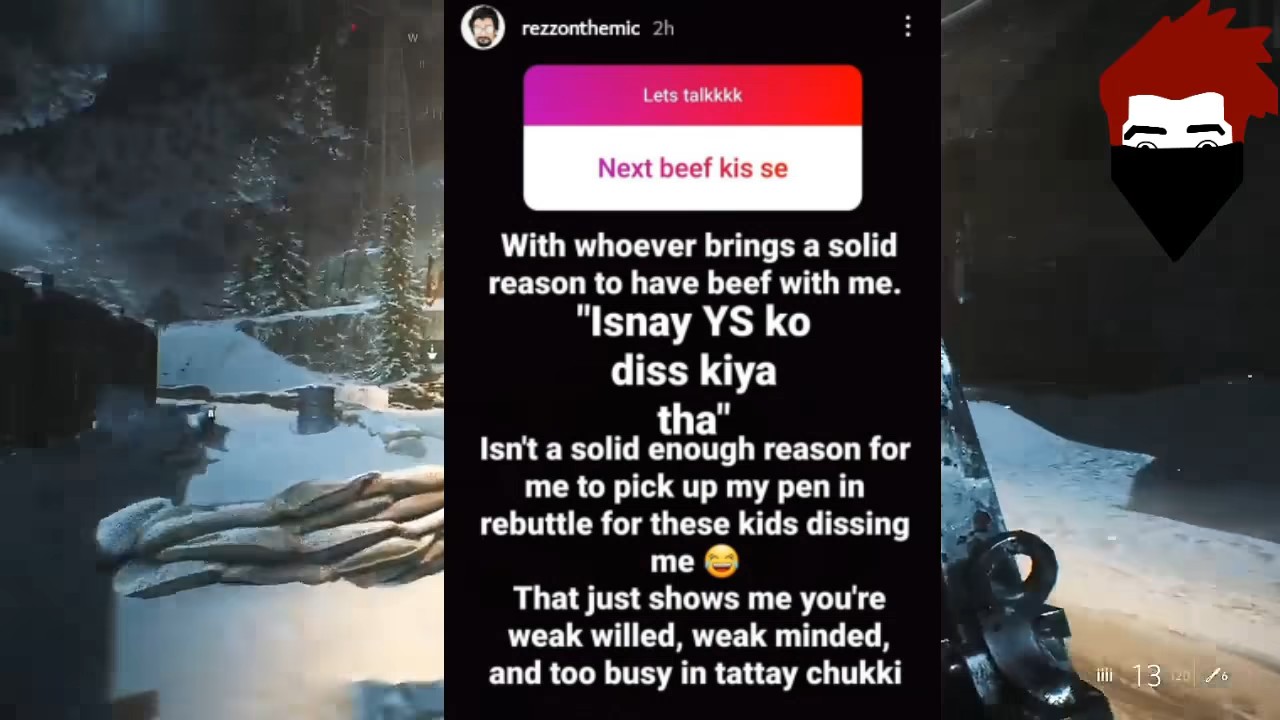 rezzonthemic 2h
Lets talkkkk
Next beef kis se
With whoever brings a solid
reason to have beef with me.
"Isnay YS ko
diss kiya
tha"
Isn't a solid enough reason for
me to pick up my pen in
rebuttle for these kids dissing
me 😂
That just shows me you're
weak willed, weak minded,
and too busy in tattay chukki
W
13 120 6